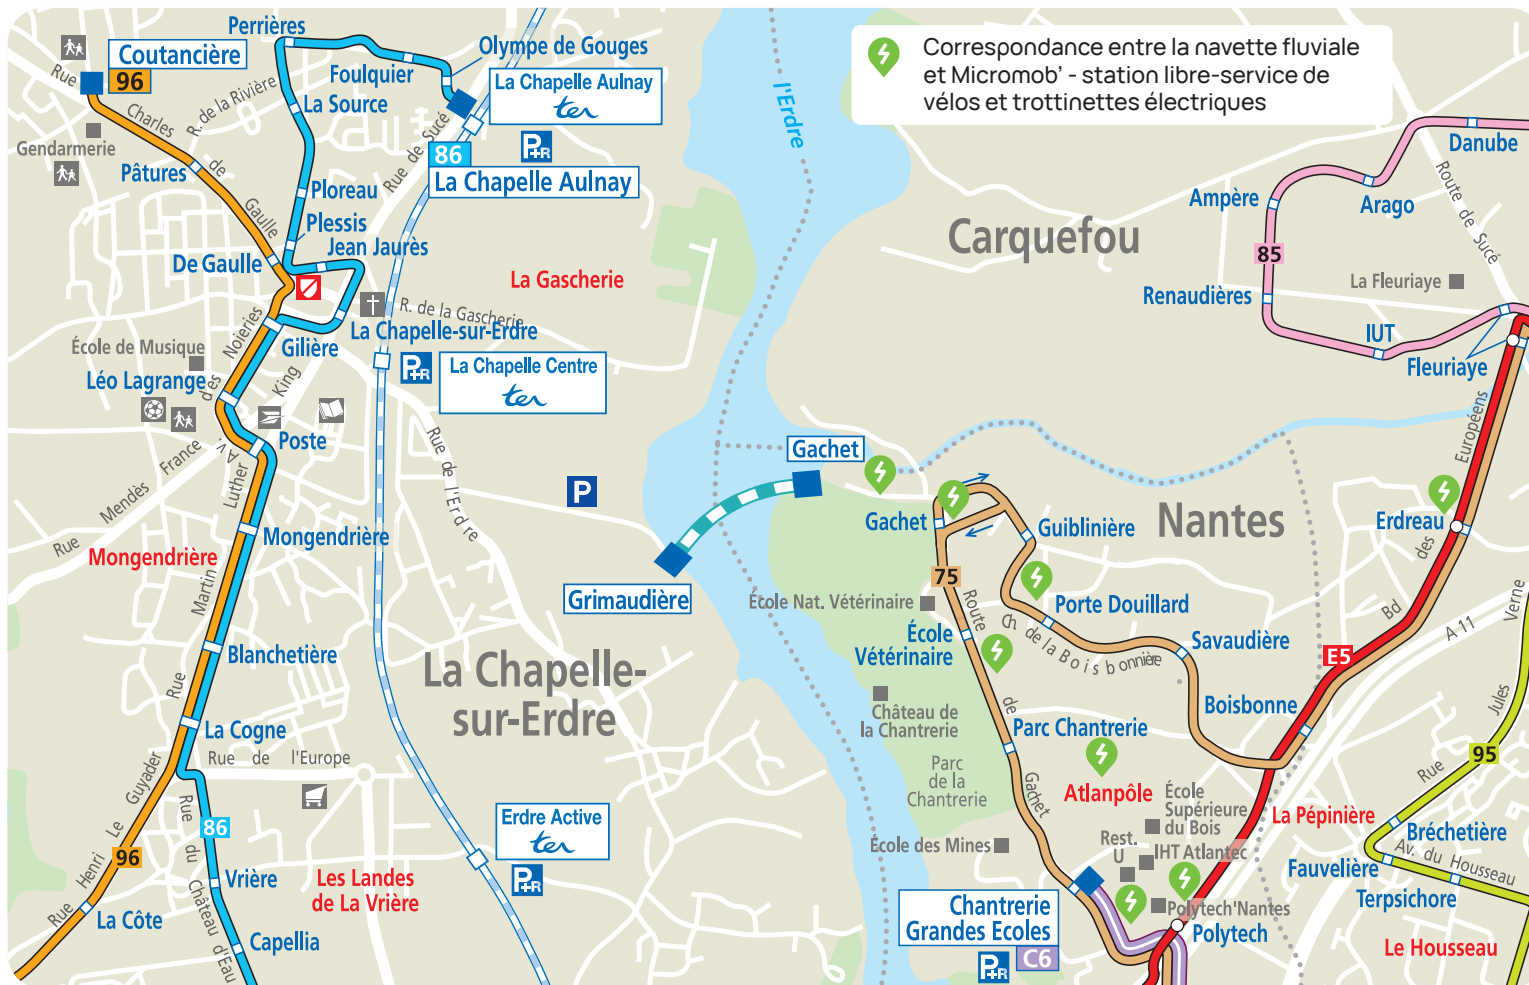 Correspondance entre la navette fluviale
et Micromob' - station libre-service de
vélos et trottinettes électriques
Perrières
Coutancière
96
Olympe de Gouges
Foulquier
La Source
La Chapelle Aulnay
ter
P+R
86
La Chapelle Aulnay
Rue
Charles
de
Gaulle
R. de la Rivière
Rue de Sucé
Gendarmerie
Pâtures
Ploreau
Plessis
Jean Jaurès
De Gaulle
La Gascherie
R. de la Gascherie
La Chapelle-sur-Erdre
Gilière
École de Musique
Léo Lagrange
Noieries
des
Av.
King
Luther
Martin
P+R
La Chapelle Centre
ter
Poste
Rue Mendès France
Rue de l'Erdre
P
Mongendrière
Mongendrière
Blanchetière
La Cogne
Rue de l'Europe
Rue
Rue Henri Le Guyader
86
96
Rue du Château d'Eau
Vrière
La Côte
Capellia
Les Landes
de La Vrière
Erdre Active
ter
P+R
La Chapelle-
sur-Erdre
l'Erdre
Gachet
Grimaudière
Carquefou
Danube
Ampère
Arago
85
Route de Sucé
La Fleuriaye
Renaudières
IUT
Fleuriaye
Bd des Européens
Nantes
Erdreau
Gachet
Guiblinière
75
École Nat. Vétérinaire
Porte Douillard
École
Vétérinaire
Ch. de la Boisbonnière
Savaudière
Route de Gachet
Château de
la Chantrerie
Parc Chantrerie
Boisbonne
E5
A 11
Rue Jules Verne
95
Parc
de la
Chantrerie
Atlanpôle
École
Supérieure
du Bois
La Pépinière
Bréchetière
École des Mines
Rest.
U
IHT Atlantec
Fauvelière
Av. du Housseau
Terpsichore
Chantrerie
Grandes Ecoles
C6
P+R
Polytech'Nantes
Polytech
Le Housseau